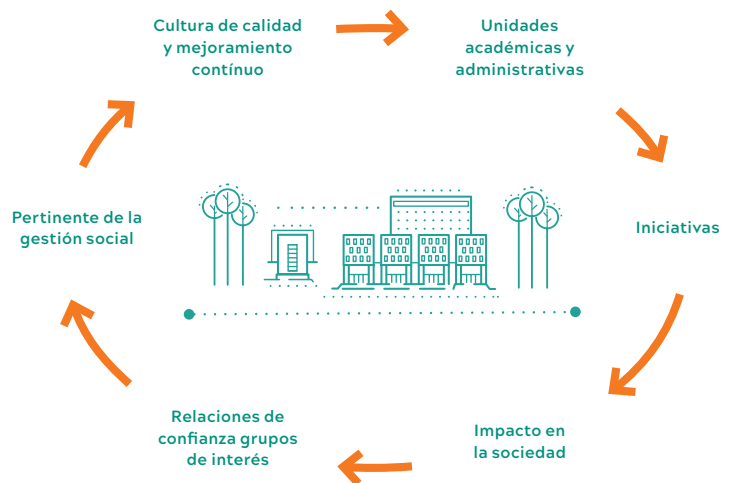 Cultura de calidad
y mejoramiento
contínuo
Unidades
académicas y
administrativas
Iniciativas
Impacto en
la sociedad
Relaciones de
confianza grupos
de interés
Pertinente de la
gestión social